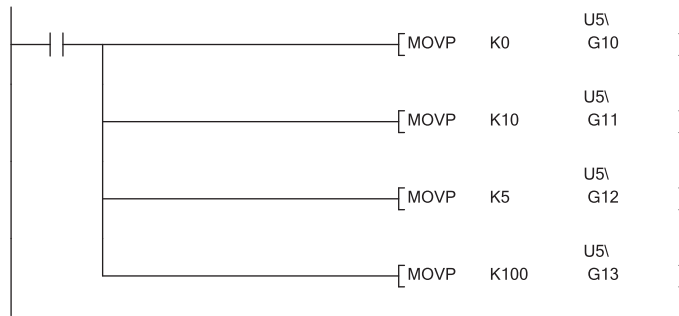 U5\
[MOVP K0 G10 ]
U5\
[MOVP K10 G11 ]
U5\
[MOVP K5 G12 ]
U5\
[MOVP K100 G13 ]